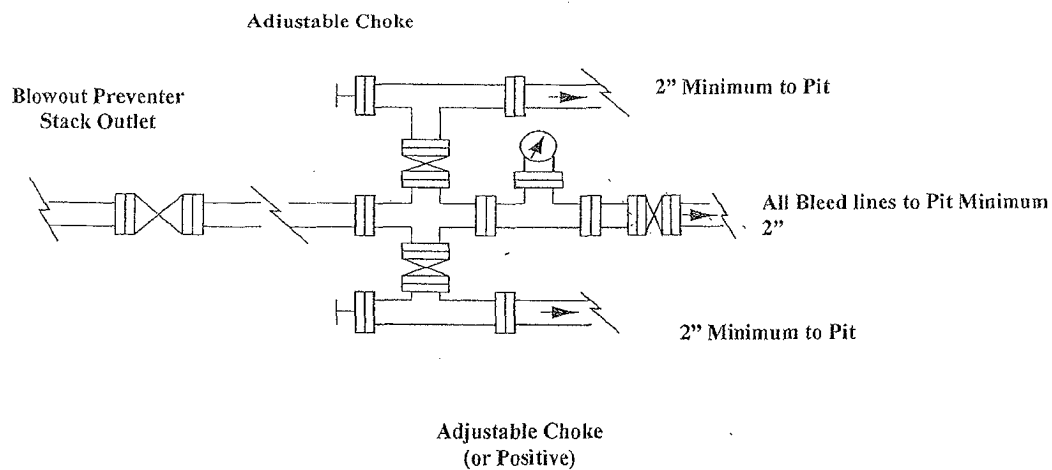 Adiustable Choke
Blowout Preventer
Stack Outlet
2" Minimum to Pit
All Bleed lines to Pit Minimum
2"
2" Minimum to Pit
Adjustable Choke
(or Positive)